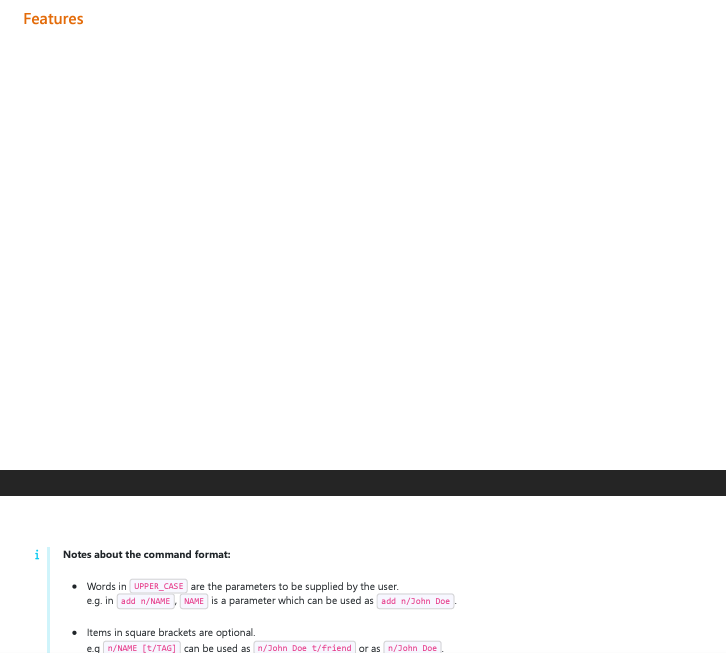 Features
i
Notes about the command format:
• Words in UPPER_CASE are the parameters to be supplied by the user.
e.g. in add n/NAME, NAME is a parameter which can be used as add n/John Doe.
• Items in square brackets are optional.
e.g n/NAME [t/TAG] can be used as n/John Doe t/friend or as n/John Doe.